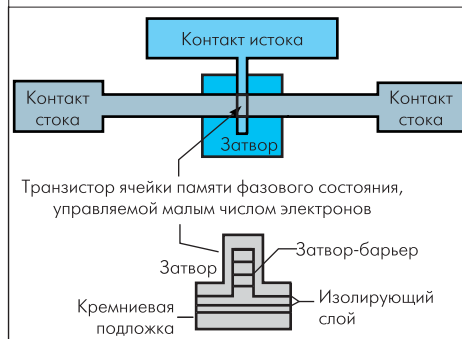 Контакт истока
Контакт
стока
Контакт
стока
Затвор
Транзистор ячейки памяти фазового состояния,
управляемой малым числом электронов
Затвор-барьер
Затвор
Изолирующий
слой
Кремниевая
подложка